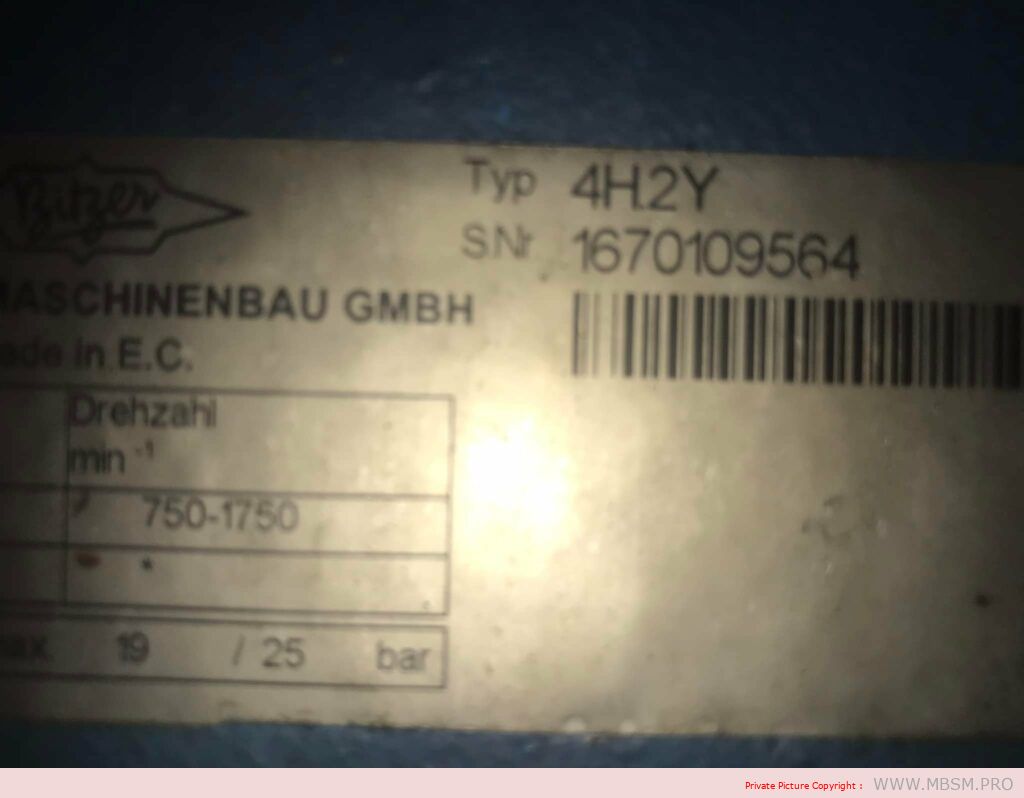 Bitzer
Typ 4H.2Y
S.Nr 1670109564
MASCHINENBAU GMBH
in E.C.
Drehzahl
min -1
750-1750
*
19 / 25 bar
Private Picture Copyright : WWW.MBSM.PRO